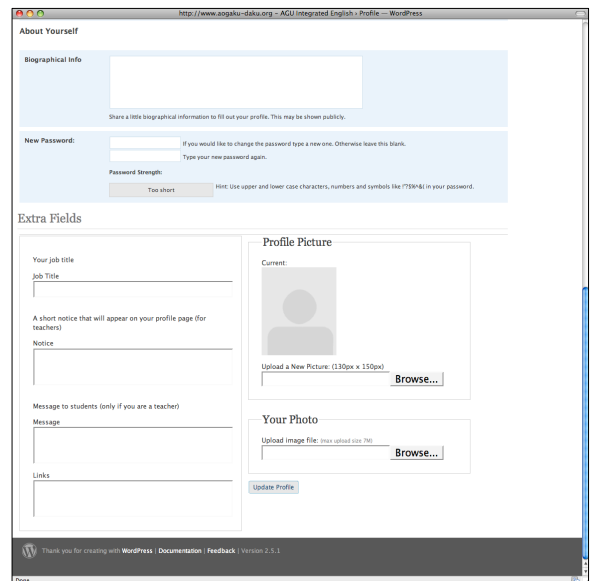 http://www.aogaku-daku.org – AGU Integrated English › Profile — WordPress
About Yourself
Biographical Info
Share a little biographical information to fill out your profile. This may be shown publicly.
New Password:
If you would like to change the password type a new one. Otherwise leave this blank.
Type your new password again.
Password Strength:
Too short
Hint: Use upper and lower case characters, numbers and symbols like !"?$%^&( in your password.
Extra Fields
Your job title
Job Title
A short notice that will appear on your profile page (for
teachers)
Notice
Message to students (only if you are a teacher)
Message
Links
Profile Picture
Current:
Upload a New Picture: (130px x 150px)
Browse...
Your Photo
Upload image file: (max upload size 7M)
Browse...
Update Profile
Thank you for creating with WordPress | Documentation | Feedback | Version 2.5.1
Done